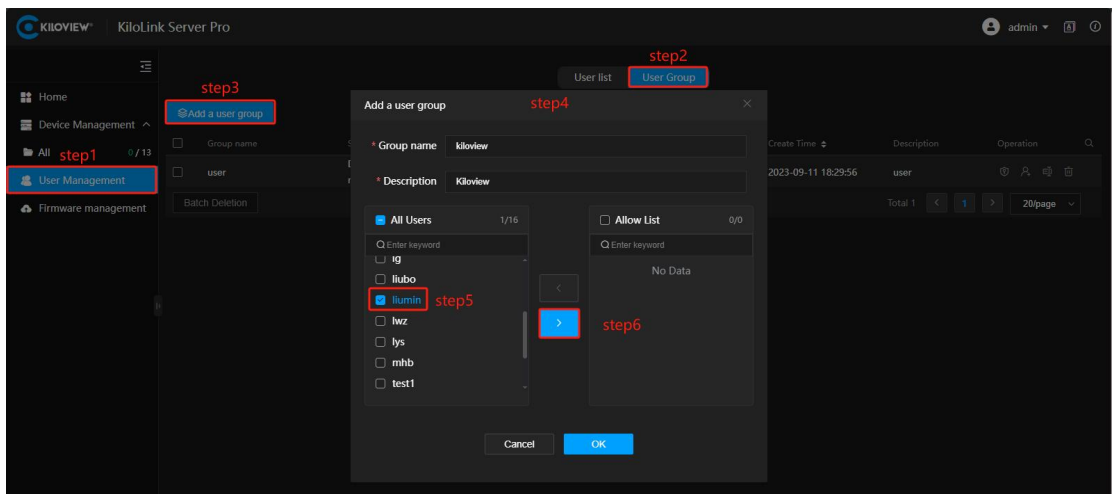 KILOVIEW® KiloLink Server Pro admin
step2
User list User Group
step3
Add a user group
Home
Device Management
All 0 / 13
step1
User Management
Firmware management
Group name
Create Time Description Operation
user
2023-09-11 18:29:56 user
Batch Deletion
Total 1 1 20/page
Add a user group step4
* Group name kiloview
* Description Kiloview
All Users 1/16
Enter keyword
ig
liubo
liumin step5
lwz
lys
mhb
test1
step6
Allow List 0/0
Enter keyword
No Data
Cancel OK